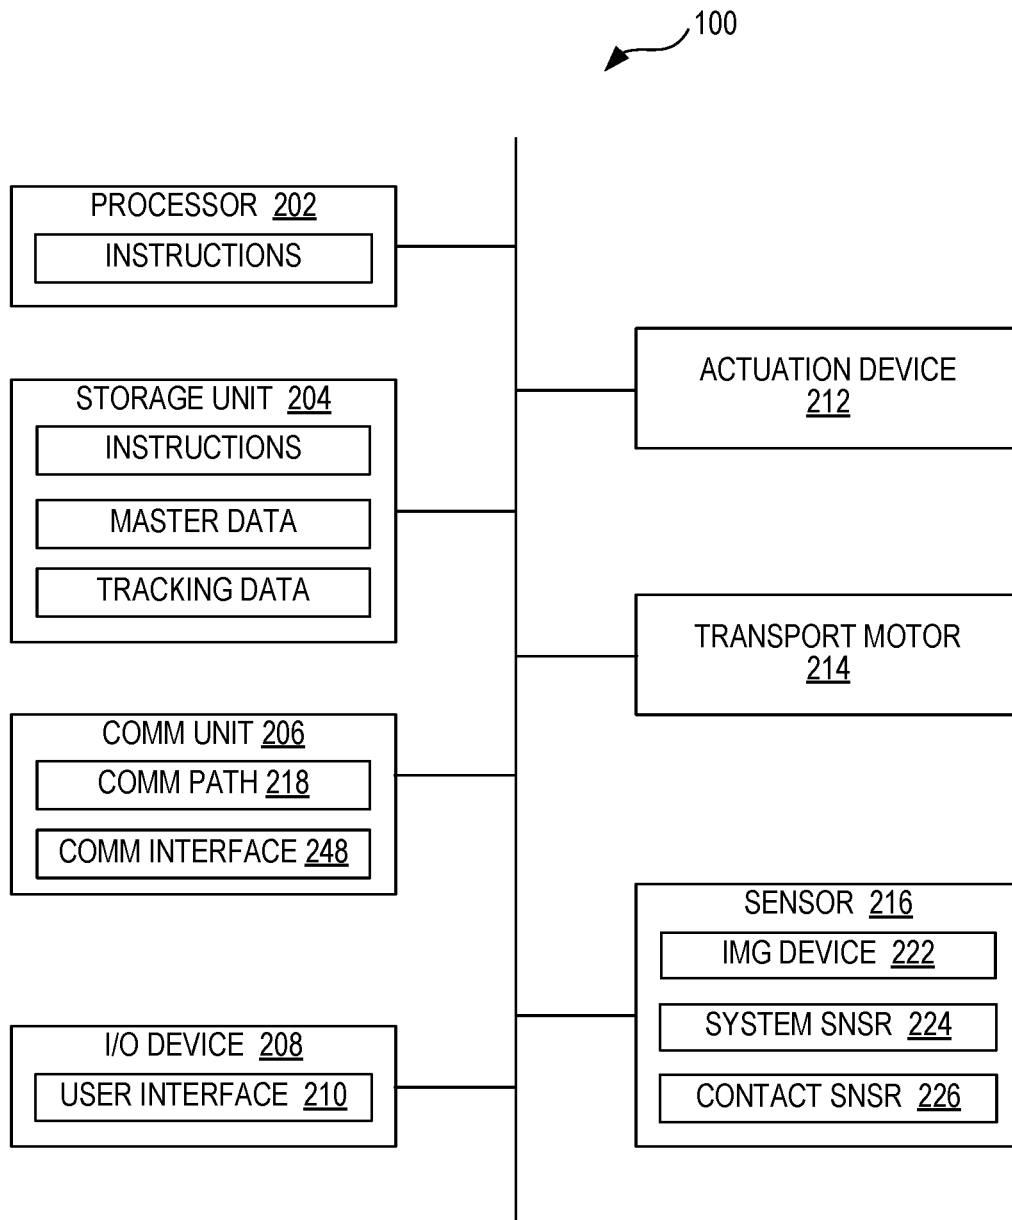 100
PROCESSOR 202
INSTRUCTIONS
STORAGE UNIT 204
INSTRUCTIONS
MASTER DATA
TRACKING DATA
COMM UNIT 206
COMM PATH 218
COMM INTERFACE 248
I/O DEVICE 208
USER INTERFACE 210
ACTUATION DEVICE
212
TRANSPORT MOTOR
214
SENSOR 216
IMG DEVICE 222
SYSTEM SNSR 224
CONTACT SNSR 226